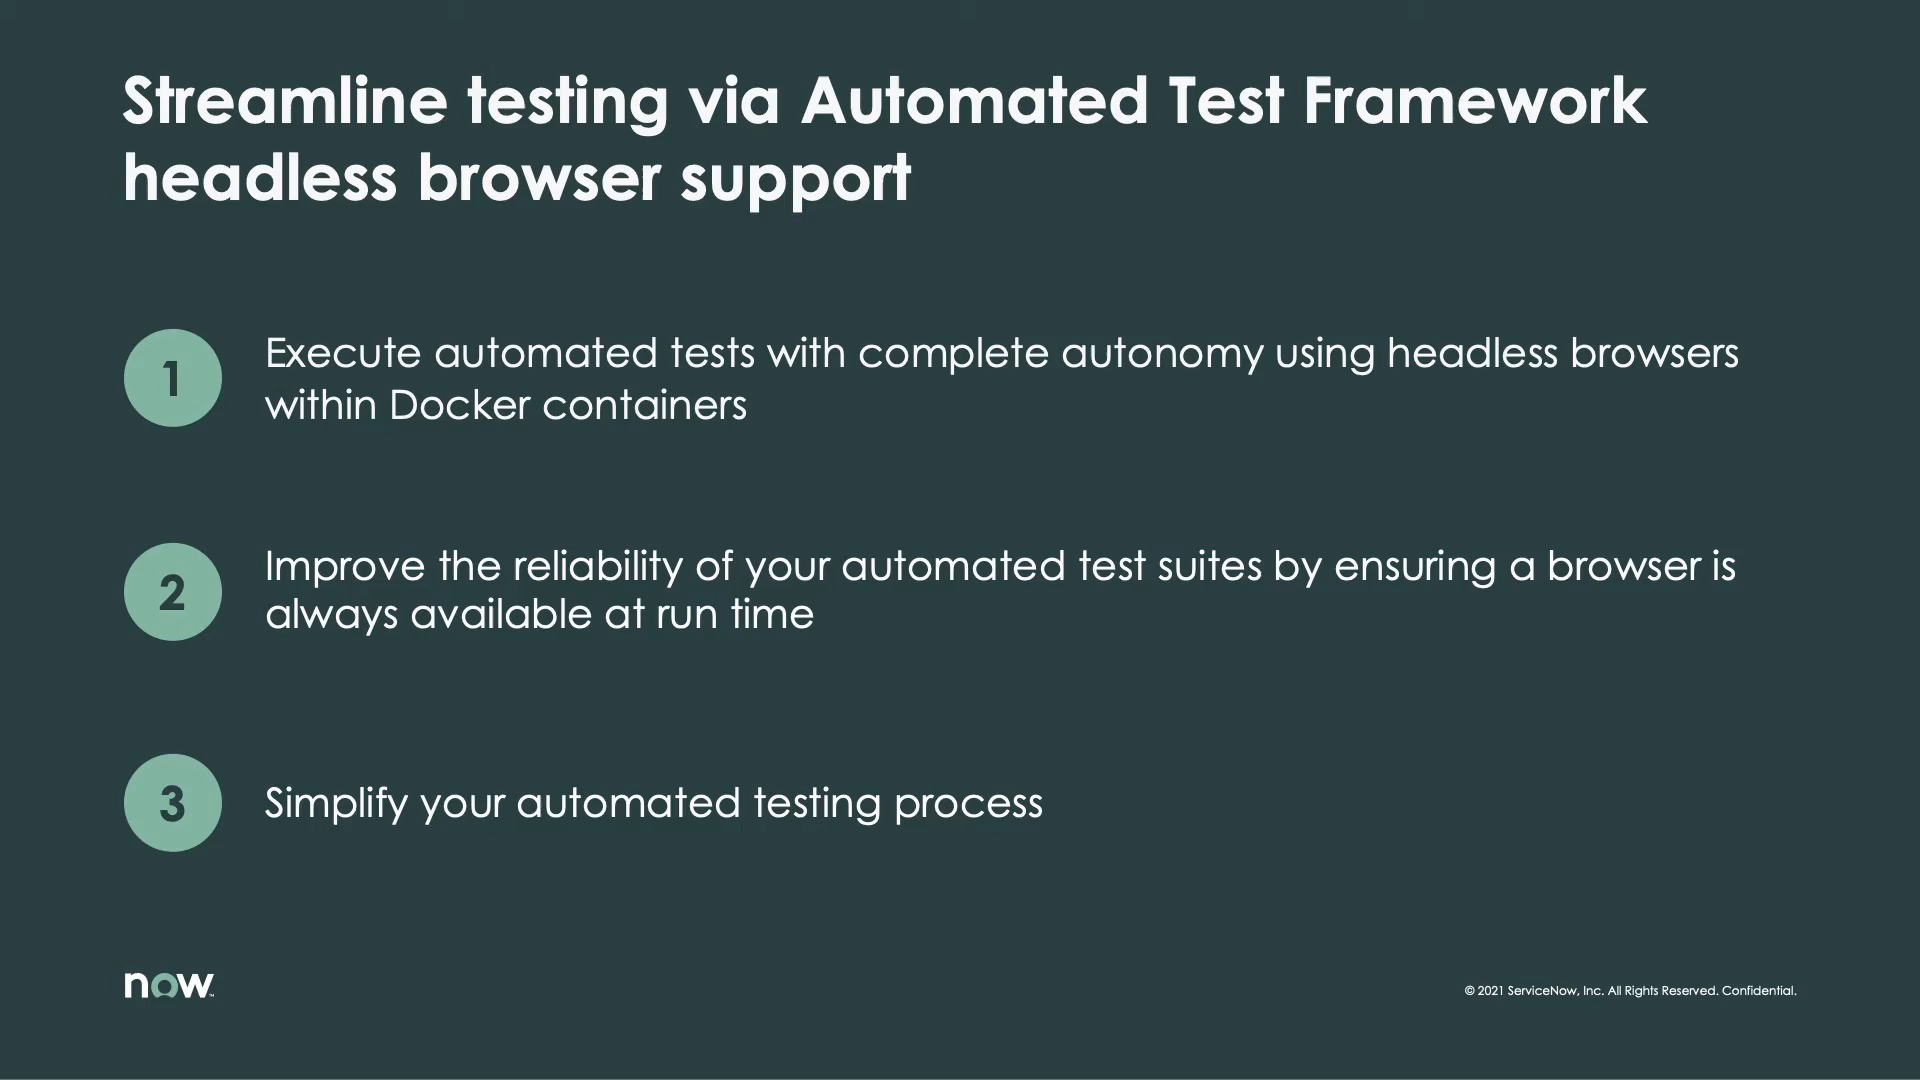 Streamline testing via Automated Test Framework
headless browser support
1
Execute automated tests with complete autonomy using headless browsers
within Docker containers
2
Improve the reliability of your automated test suites by ensuring a browser is
always available at run time
3
Simplify your automated testing process
now™
© 2021 ServiceNow, Inc. All Rights Reserved. Confidential.